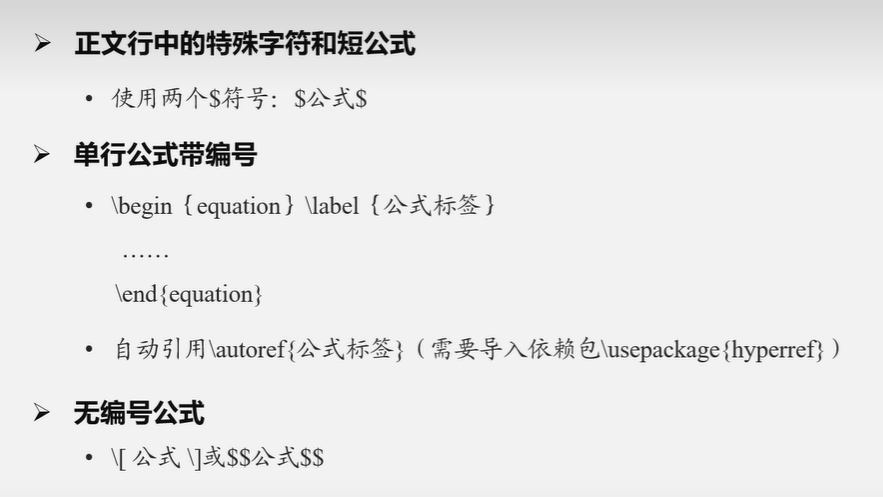 ➢ 正文行中的特殊字符和短公式
• 使用两个$符号：$公式$
➢ 单行公式带编号
• \begin｛equation｝\label｛公式标签｝
……
\end{equation}
• 自动引用\autoref{公式标签}（需要导入依赖包\usepackage{hyperref}）
➢ 无编号公式
• \[ 公式 \]或$$公式$$